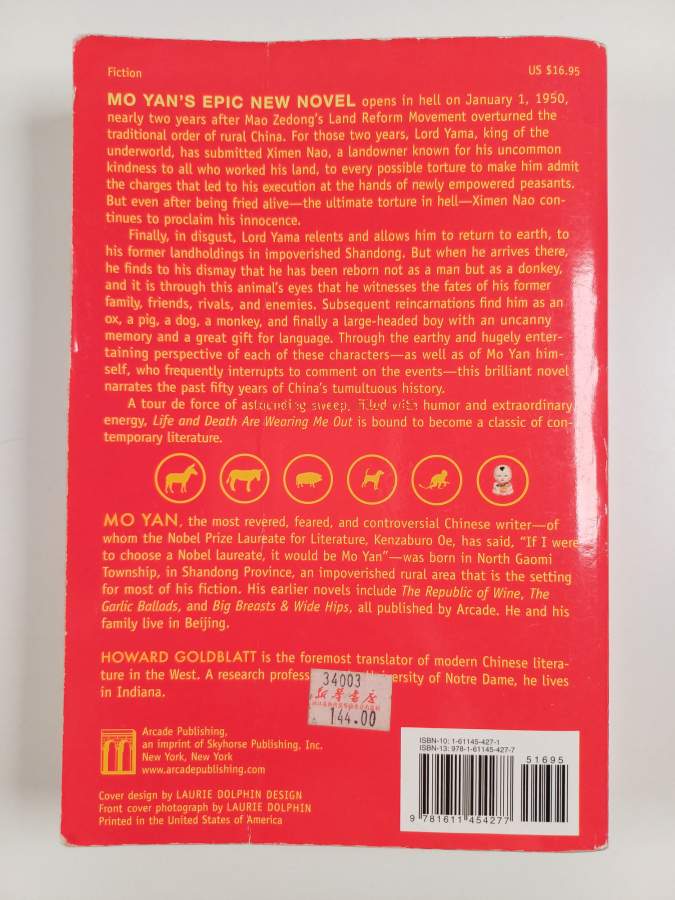 Fiction
US $16.95
MO YAN'S EPIC NEW NOVEL opens in hell on January 1, 1950,
nearly two years after Mao Zedong's Land Reform Movement overturned the
traditional order of rural China. For those two years, Lord Yama, king of the
underworld, has submitted Ximen Nao, a landowner known for his uncommon
kindness to all who worked his land, to every possible torture to make him admit
the charges that led to his execution at the hands of newly empowered peasants.
But even after being fried alive—the ultimate torture in hell—Ximen Nao con-
tinues to proclaim his innocence.
Finally, in disgust, Lord Yama relents and allows him to return to earth, to
his former landholdings in impoverished Shandong. But when he arrives there,
he finds to his dismay that he has been reborn not as a man but as a donkey,
and it is through this animal's eyes that he witnesses the fates of his former
family, friends, rivals, and enemies. Subsequent reincarnations find him as an
ox, a pig, a dog, a monkey, and finally a large-headed boy with an uncanny
memory and a great gift for language. Through the earthy and hugely enter-
taining perspective of each of these characters—as well as of Mo Yan him-
self, who frequently interrupts to comment on the events—this brilliant novel
narrates the past fifty years of China's tumultuous history.
A tour de force of astounding sweep, filled with humor and extraordinary
energy, Life and Death Are Wearing Me Out is bound to become a classic of con-
temporary literature.
MO YAN, the most revered, feared, and controversial Chinese writer—of
whom the Nobel Prize Laureate for Literature, Kenzaburo Oe, has said, "If I were
to choose a Nobel laureate, it would be Mo Yan"—was born in North Gaomi
Township, in Shandong Province, an impoverished rural area that is the setting
for most of his fiction. His earlier novels include The Republic of Wine, The
Garlic Ballads, and Big Breasts & Wide Hips, all published by Arcade. He and his
family live in Beijing.
HOWARD GOLDBLATT is the foremost translator of modern Chinese litera-
ture in the West. A research profess University of Notre Dame, he lives
in Indiana.
34003
新华书店
144.00
Arcade Publishing,
an imprint of Skyhorse Publishing, Inc.
New York, New York
www.arcadepublishing.com
Cover design by LAURIE DOLPHIN DESIGN
Front cover photograph by LAURIE DOLPHIN
Printed in the United States of America
ISBN-10: 1-61145-427-1
ISBN-13: 978-1-61145-427-7
51695
9 781611 454277